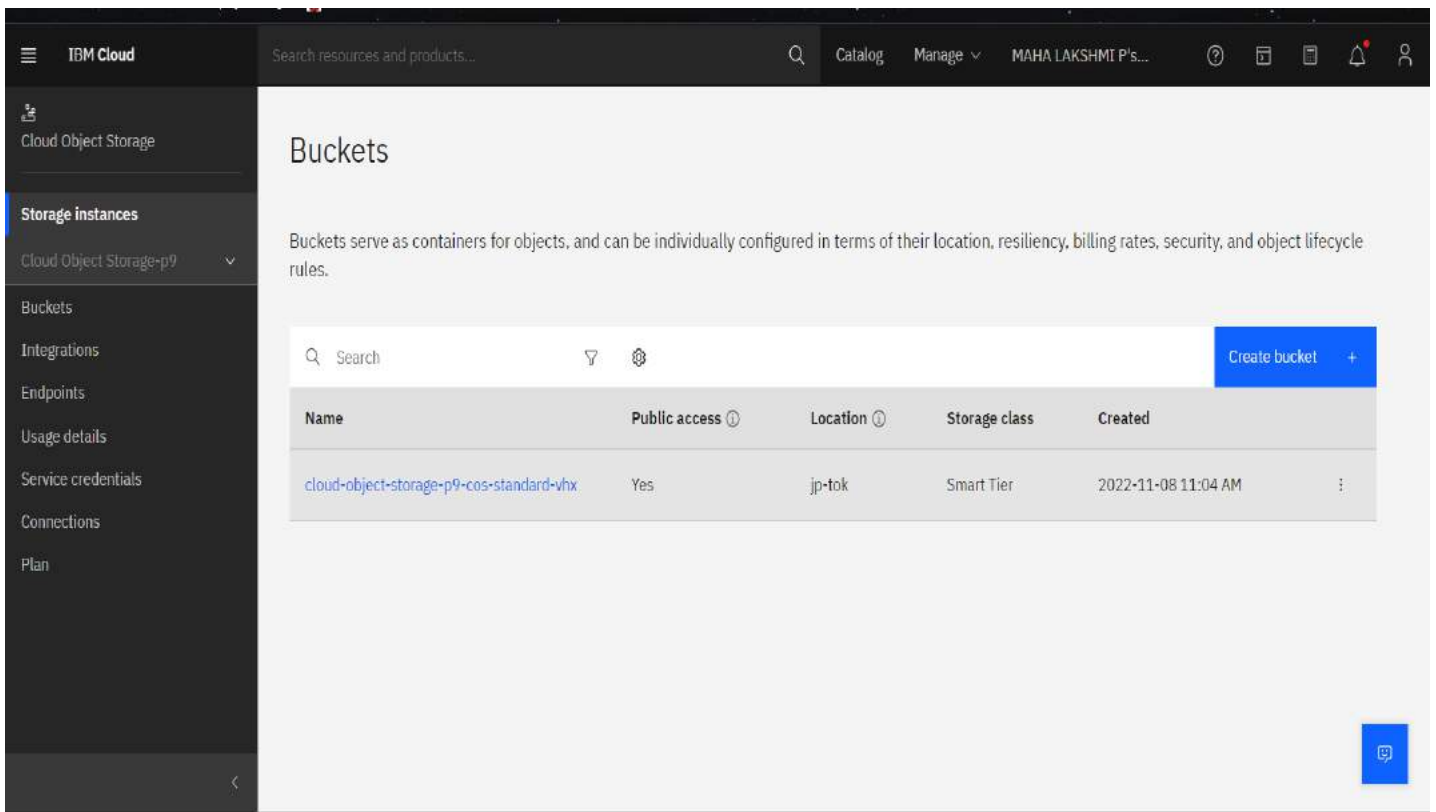 IBM Cloud
Search resources and products...
Catalog
Manage
MAHA LAKSHMI P's...
Cloud Object Storage
Storage instances
Cloud Object Storage-p9
Buckets
Integrations
Endpoints
Usage details
Service credentials
Connections
Plan
Buckets
Buckets serve as containers for objects, and can be individually configured in terms of their location, resiliency, billing rates, security, and object lifecycle
rules.
Search
Create bucket +
Name Public access Location Storage class Created
cloud-object-storage-p9-cos-standard-vhx Yes jp-tok Smart Tier 2022-11-08 11:04 AM